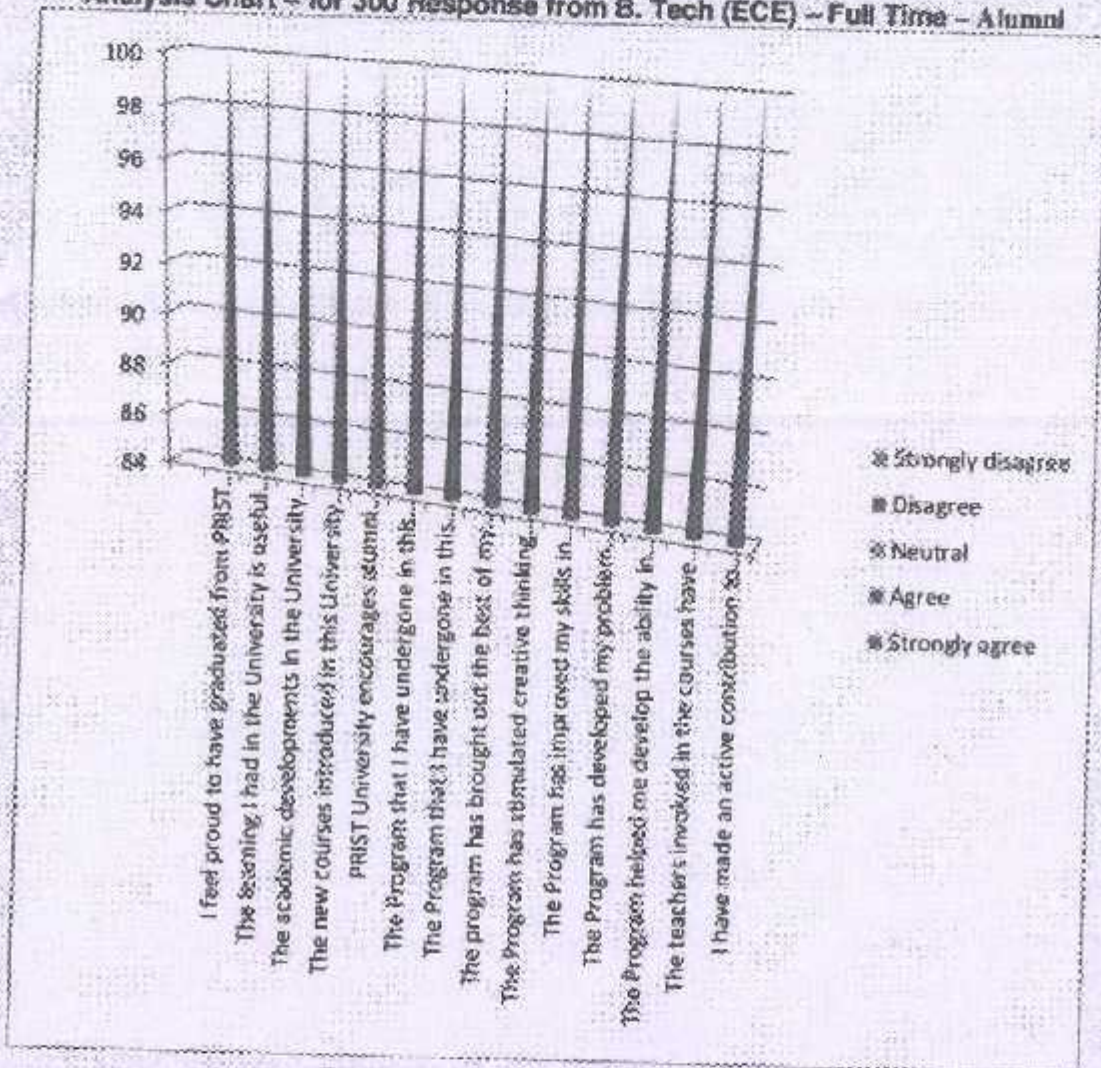 Analysis Chart – for 300 Response from B. Tech (ECE) – Full Time – Alumni
100
98
96
94
92
90
88
86
84
I feel proud to have graduated from PRIST..
The learning I had in the University is useful..
The academic developments in the University..
The new courses introduced in this University..
PRIST University encourages alumni..
The Program that I have undergone in this..
The Program that I have undergone in this..
The program has brought out the best of my..
The Program has stimulated creative thinking..
The Program has improved my skills in..
The Program has developed my problem..
The Program helped me develop the ability in..
The teachers involved in the courses have..
I have made an active contribution to..
Strongly disagree
Disagree
Neutral
Agree
Strongly agree